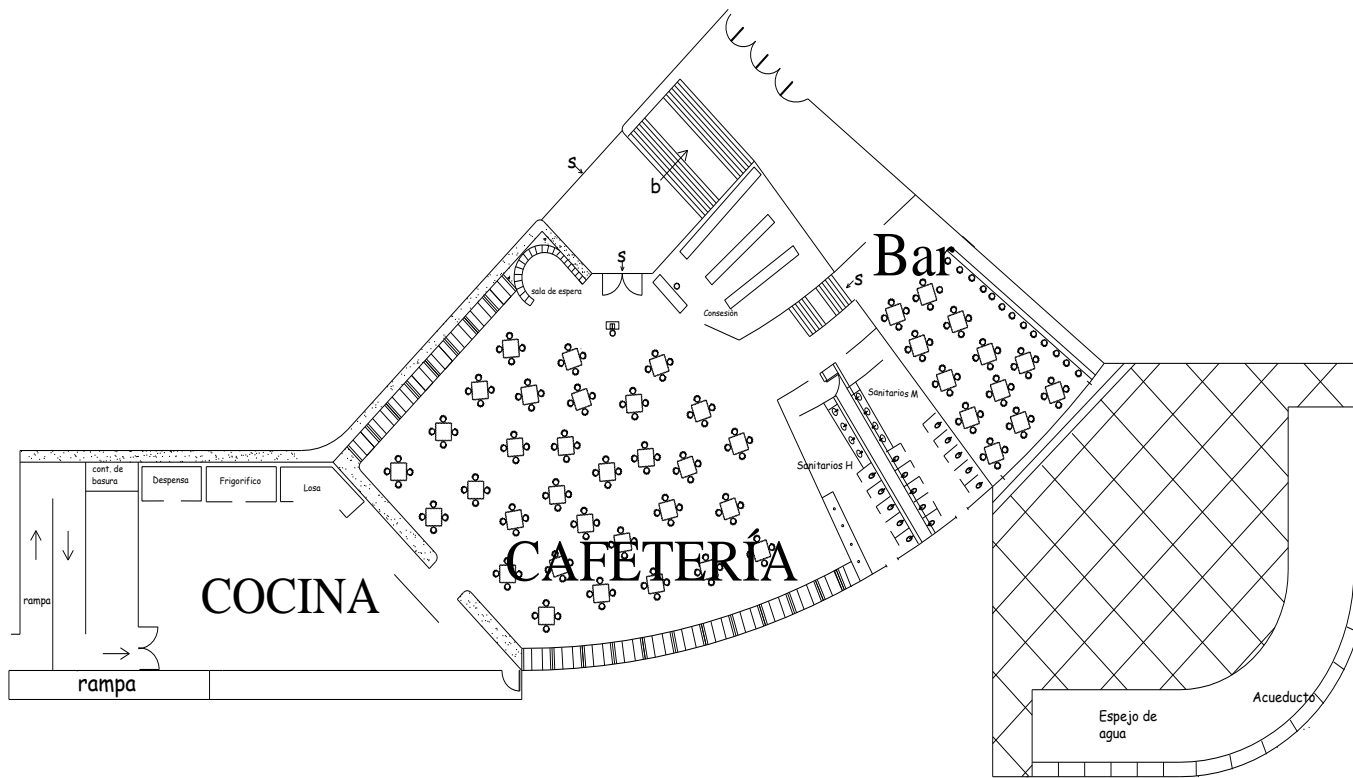 s
b
Bar
s
s
sala de espera
Consesión
Sanitarios M
Sanitarios H
cont. de
basura
Despensa
Frigorifico
Losa
CAFETERÍA
COCINA
rampa
rampa
Acueducto
Espejo de
agua